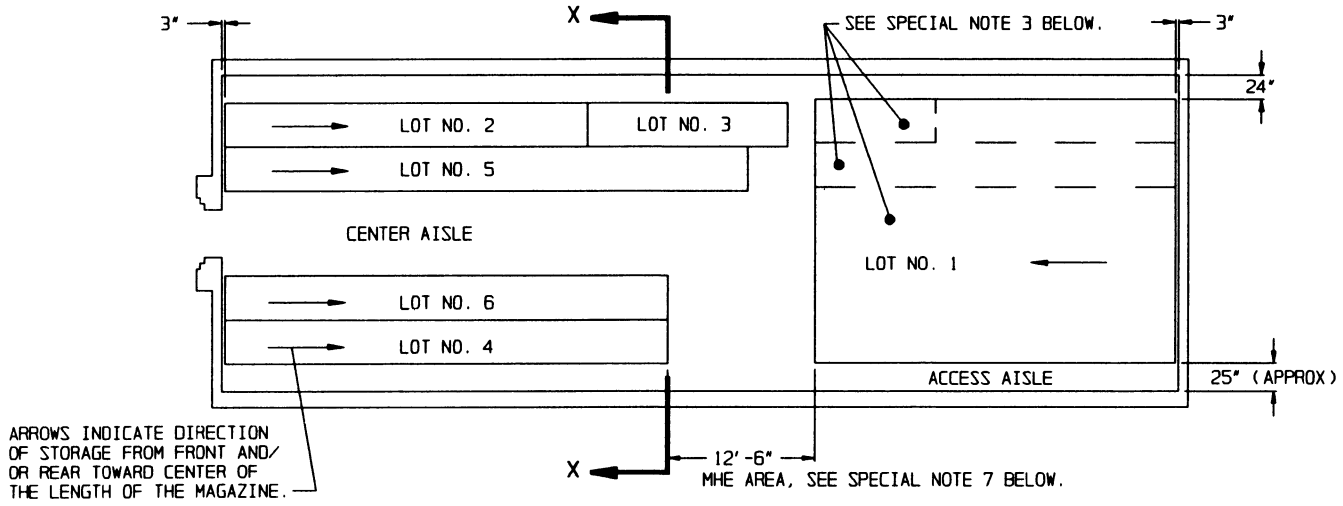 X
3"
SEE SPECIAL NOTE 3 BELOW.
3"
24"
LOT NO. 2
LOT NO. 3
LOT NO. 5
CENTER AISLE
LOT NO. 1
LOT NO. 6
LOT NO. 4
ACCESS AISLE
25" (APPROX)
ARROWS INDICATE DIRECTION
OF STORAGE FROM FRONT AND/
OR REAR TOWARD CENTER OF
THE LENGTH OF THE MAGAZINE.
X
12'-6"
MHE AREA, SEE SPECIAL NOTE 7 BELOW.